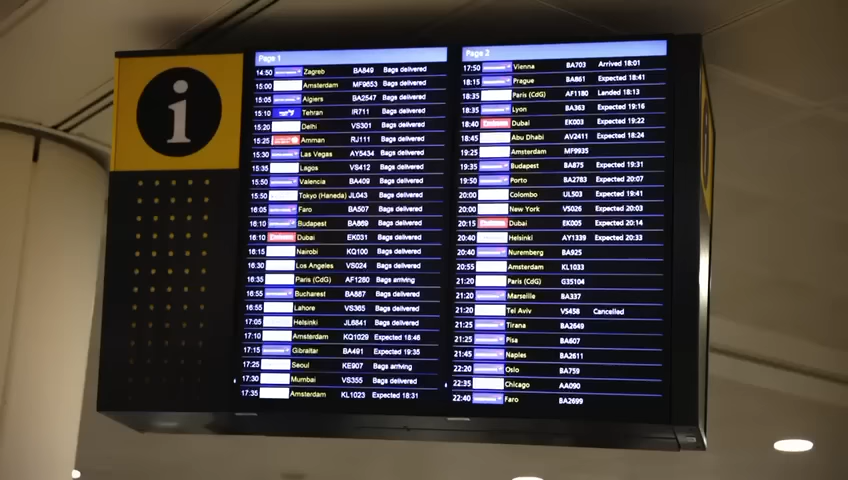 i
Page 1
14:50 Zagreb BA849 Bags delivered
15:00 Amsterdam MF9653 Bags delivered
15:05 Algiers BA2547 Bags delivered
15:10 Tehran IR711 Bags delivered
15:20 Delhi VS301 Bags delivered
15:25 Amman RJ111 Bags delivered
15:30 Las Vegas AY5434 Bags delivered
15:35 Lagos VS412 Bags delivered
15:50 Valencia BA409 Bags delivered
15:50 Tokyo (Haneda) JL043 Bags delivered
16:05 Faro BA507 Bags delivered
16:10 Budapest BA869 Bags delivered
16:10 Emirates Dubai EK031 Bags delivered
16:15 Nairobi KQ100 Bags delivered
16:30 Los Angeles VS024 Bags delivered
16:35 Paris (CdG) AF1280 Bags arriving
16:55 Bucharest BA887 Bags delivered
16:55 Lahore VS365 Bags delivered
17:05 Helsinki JL6841 Bags delivered
17:10 Amsterdam KQ1029 Expected 18:46
17:15 Gibraltar BA491 Expected 19:35
17:25 Seoul KE907 Bags arriving
17:30 Mumbai VS355 Bags delivered
17:35 Amsterdam KL1023 Expected 18:31
Page 2
17:50 Vienna BA703 Arrived 18:01
18:15 Prague BA861 Expected 18:41
18:35 Paris (CdG) AF1180 Landed 18:13
18:35 Lyon BA363 Expected 19:16
18:40 Emirates Dubai EK003 Expected 19:22
18:45 Abu Dhabi AV2411 Expected 18:24
19:25 Amsterdam MF9935
19:35 Budapest BA875 Expected 19:31
19:50 Porto BA2783 Expected 20:07
20:00 Colombo UL503 Expected 19:41
20:00 New York VS026 Expected 20:03
20:15 Emirates Dubai EK005 Expected 20:14
20:40 Helsinki AY1339 Expected 20:33
20:40 Nuremberg BA925
20:55 Amsterdam KL1033
21:20 Paris (CdG) G35104
21:20 Marseille BA337
21:20 Tel Aviv VS458 Cancelled
21:25 Tirana BA2649
21:25 Pisa BA607
21:45 Naples BA2611
22:20 Oslo BA759
22:35 Chicago AA090
22:40 Faro BA2699